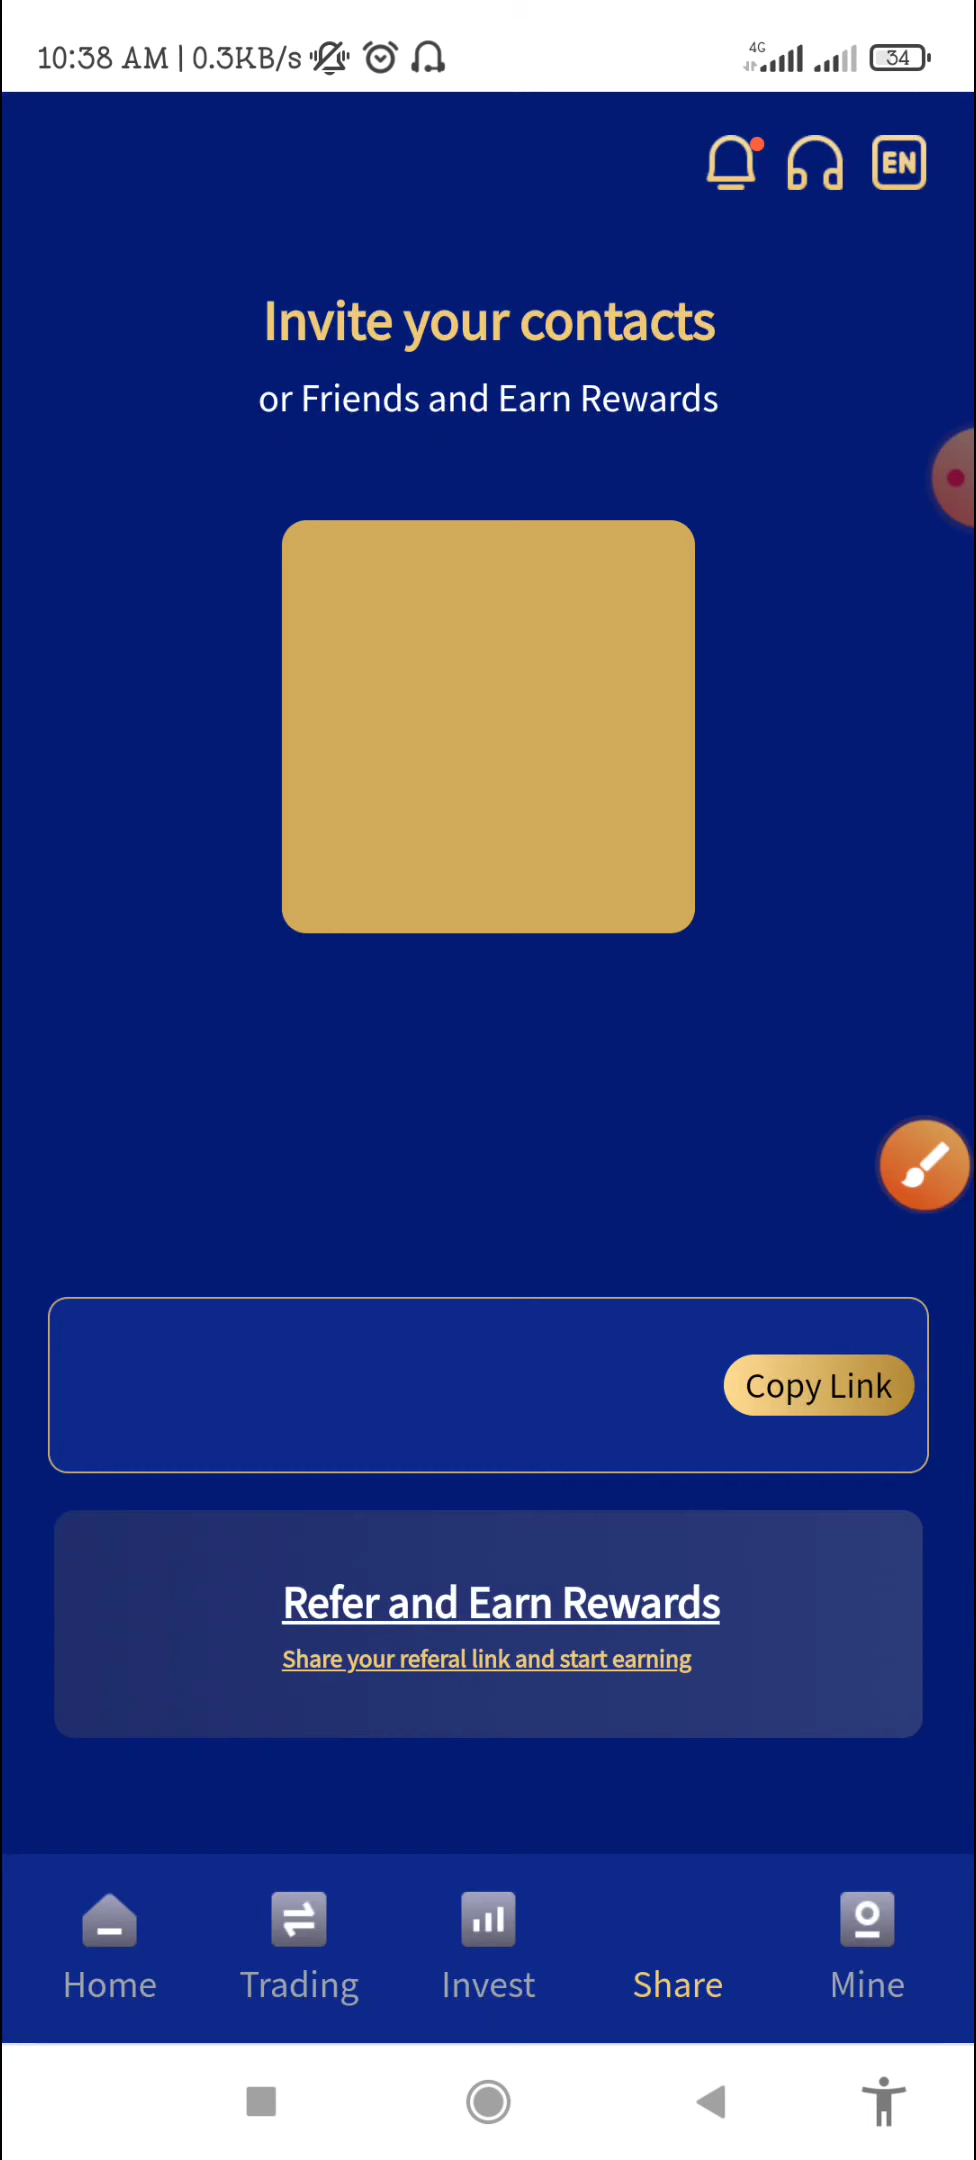 10:38 AM | 0.3KB/s
4G
34
EN
Invite your contacts
or Friends and Earn Rewards
Copy Link
Refer and Earn Rewards
Share your referal link and start earning
Home
Trading
Invest
Share
Mine